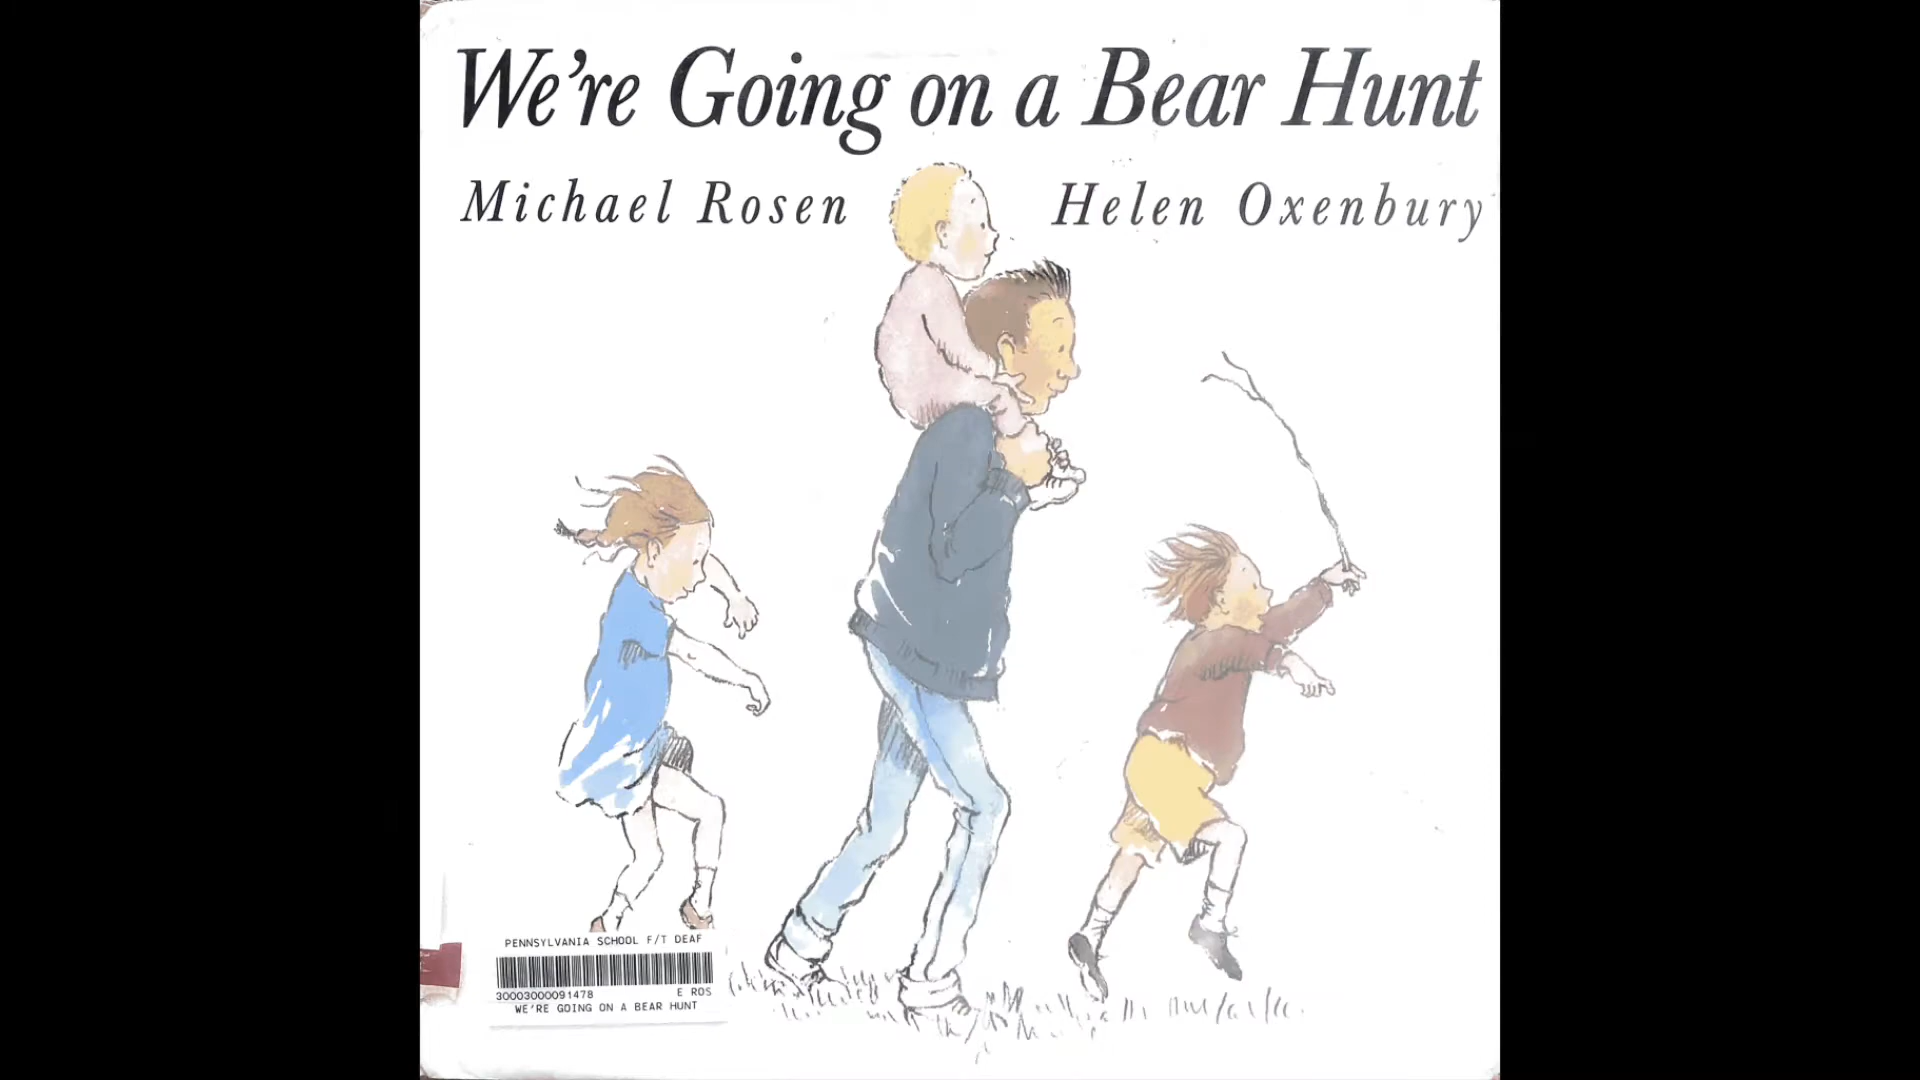 We're Going on a Bear Hunt
Michael Rosen
Helen Oxenbury
PENNSYLVANIA SCHOOL F/T DEAF
30003000091478 E ROS
WE'RE GOING ON A BEAR HUNT